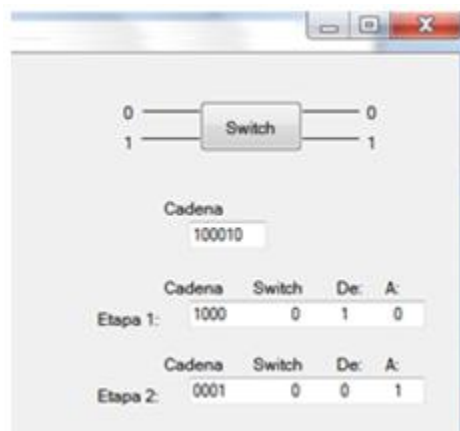 0 Switch 0
1 1
Cadena
100010
Cadena Switch De: A:
Etapa 1: 1000 0 1 0
Cadena Switch De: A:
Etapa 2: 0001 0 0 1